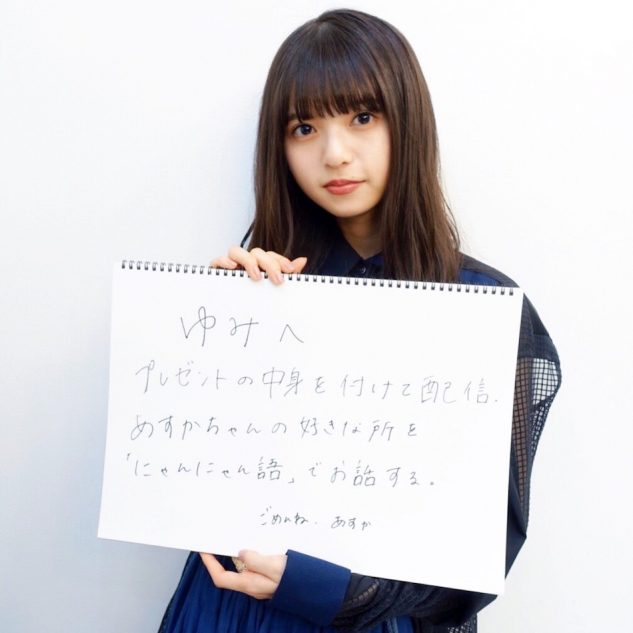 ゆみへ
プレゼントの中身を付けて配信.
あすかちゃんの好きな所を
「にゃんにゃん語」でお話する。
ごめんね. あすか